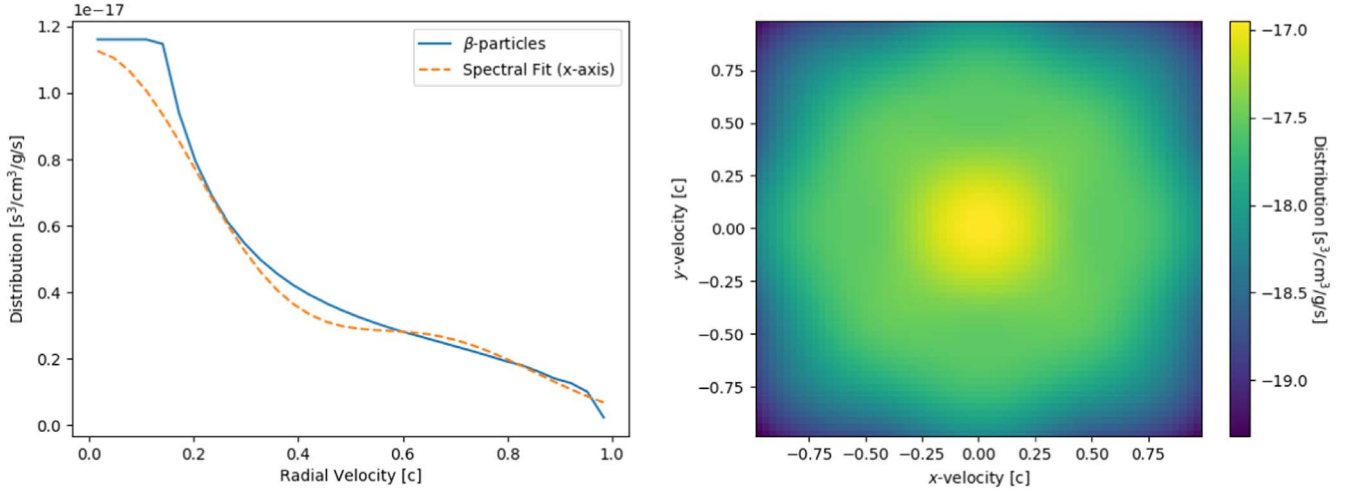 1e−17
1.2
1.0
0.8
0.6
0.4
0.2
0.0
Distribution [s³/cm³/g/s]
β-particles
Spectral Fit (x-axis)
0.0 0.2 0.4 0.6 0.8 1.0
Radial Velocity [c]
0.75
0.50
0.25
0.00
−0.25
−0.50
−0.75
y-velocity [c]
−0.75 −0.50 −0.25 0.00 0.25 0.50 0.75
x-velocity [c]
−17.0
−17.5
−18.0
−18.5
−19.0
Distribution [s³/cm³/g/s]